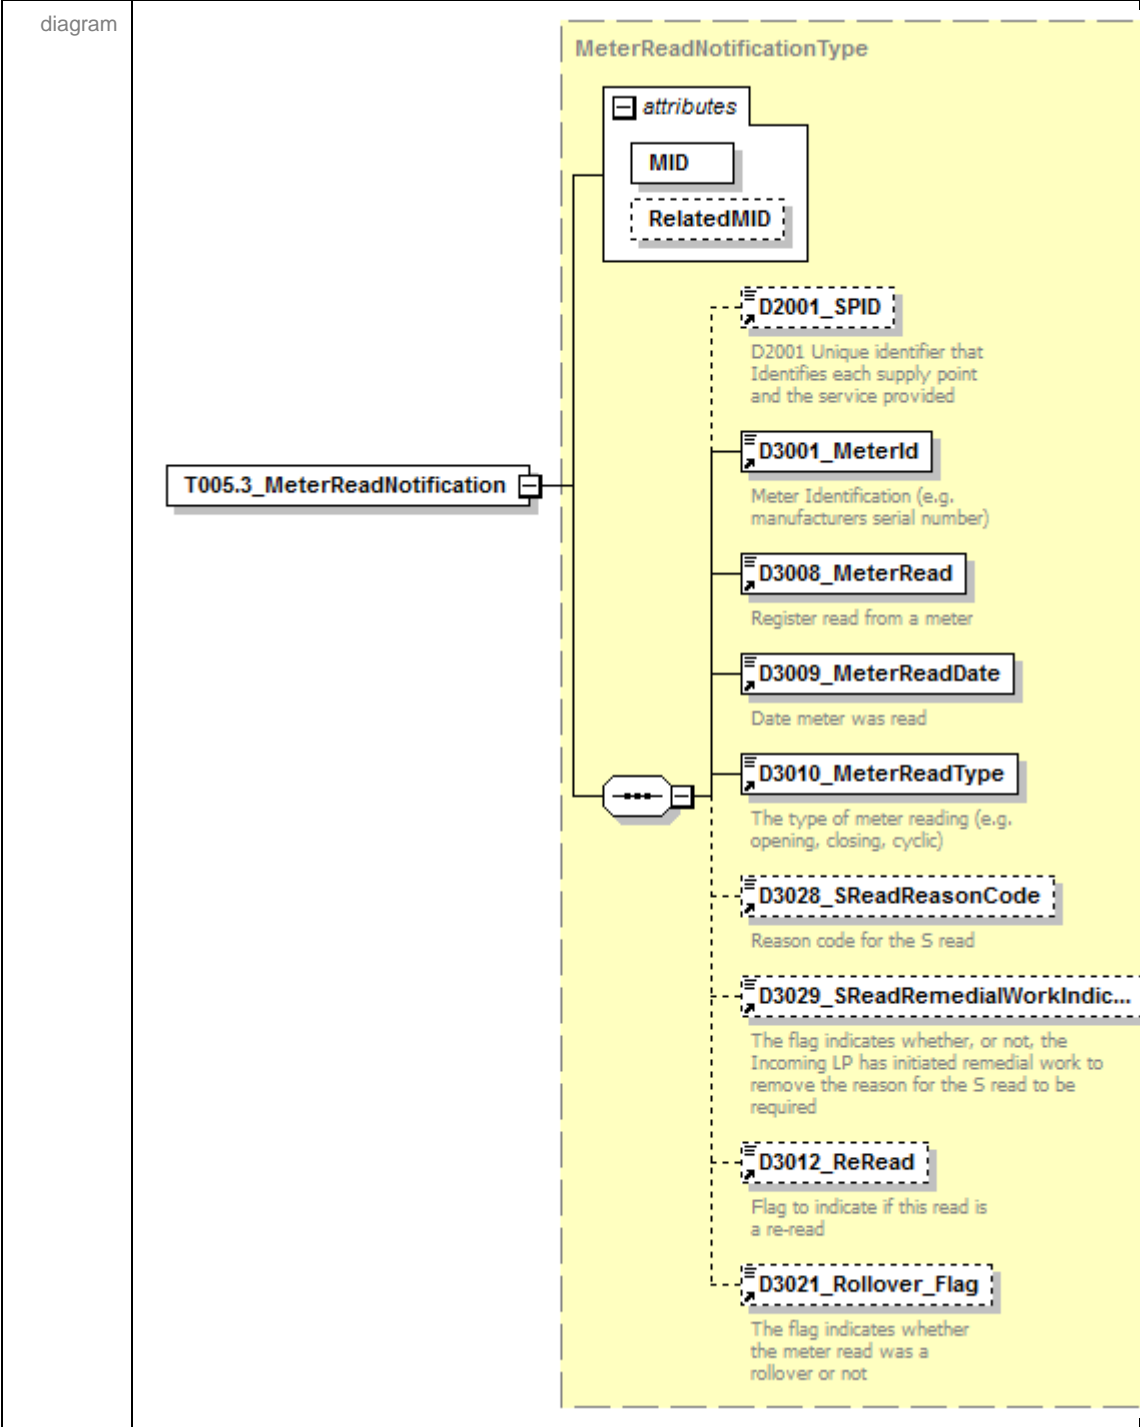 diagram
MeterReadNotificationType
attributes
MID
RelatedMID
D2001_SPID
D2001 Unique identifier that
Identifies each supply point
and the service provided
T005.3_MeterReadNotification
D3001_MeterId
Meter Identification (e.g.
manufacturers serial number)
D3008_MeterRead
Register read from a meter
D3009_MeterReadDate
Date meter was read
D3010_MeterReadType
The type of meter reading (e.g.
opening, closing, cyclic)
D3028_SReadReasonCode
Reason code for the S read
D3029_SReadRemedialWorkIndic...
The flag indicates whether, or not, the
Incoming LP has initiated remedial work to
remove the reason for the S read to be
required
D3012_ReRead
Flag to indicate if this read is
a re-read
D3021_Rollover_Flag
The flag indicates whether
the meter read was a
rollover or not